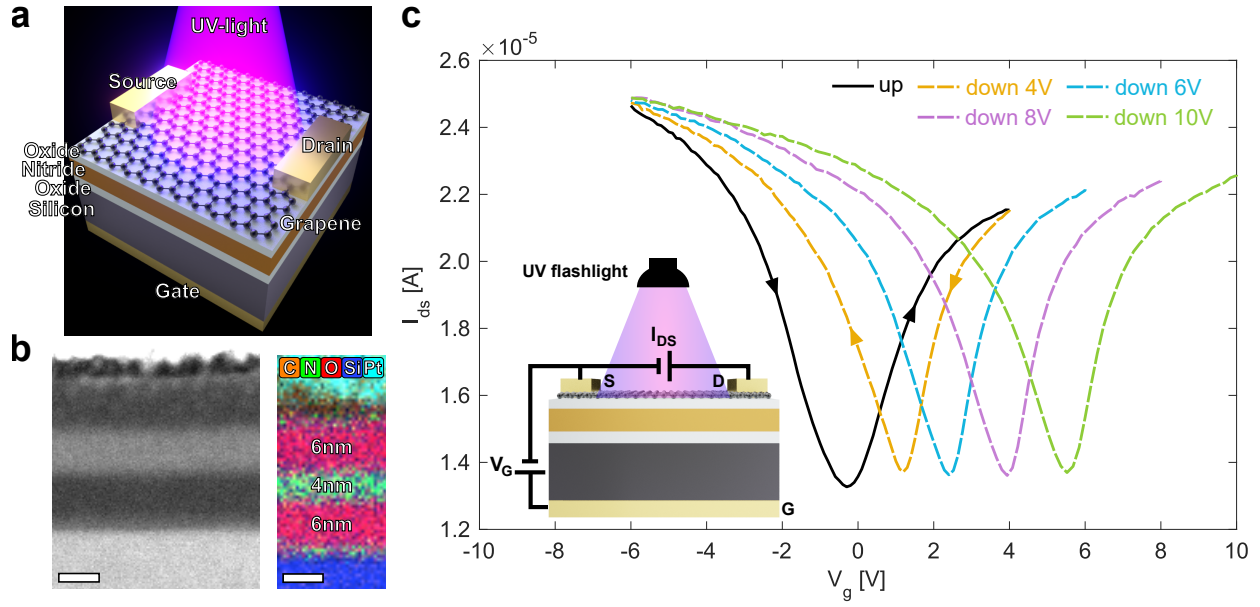 a
UV-light
Source
Drain
Oxide
Nitride
Oxide
Silicon
Grapene
Gate
b
C N O Si Pt
6nm
4nm
6nm
c
×10⁻⁵
2.6
2.4
2.2
2.0
1.8
1.6
1.4
1.2
I_ds [A]
up
down 4V
down 6V
down 8V
down 10V
UV flashlight
I_DS
S
D
V_G
G
-10 -8 -6 -4 -2 0 2 4 6 8 10
V_g [V]